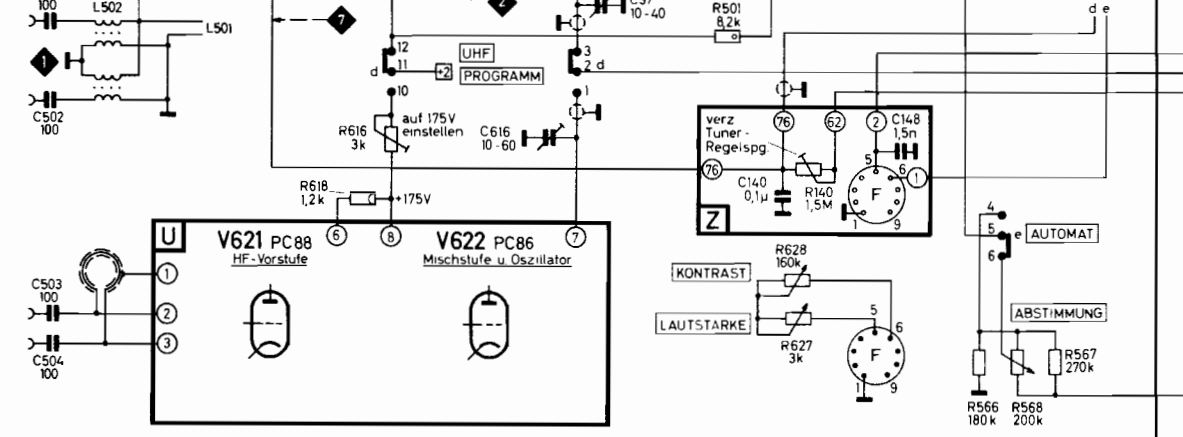 100
L502
L501
1
C502
100
7
2
C37
10-40
R501
8,2k
12
11
d
10
+2
UHF
PROGRAMM
3
2 d
1
R616
3k
auf 175V
einstellen
C616
10-60
R618
1,2k
+175V
d e
verz
Tuner-
Regelspg.
76
62
2
C148
1,5n
76
C140
0,1µ
R140
1,5M
5
6
1
F
1
9
Z
U
V621 PC88
HF-Vorstufe
V622 PC86
Mischstufe u. Oszillator
6
8
7
1
2
3
C503
100
C504
100
R628
160k
KONTRAST
LAUTSTÄRKE
R627
3k
5
6
F
1
9
4
5
e
6
AUTOMAT
ABSTIMMUNG
R567
270k
R566
180k
R568
200k